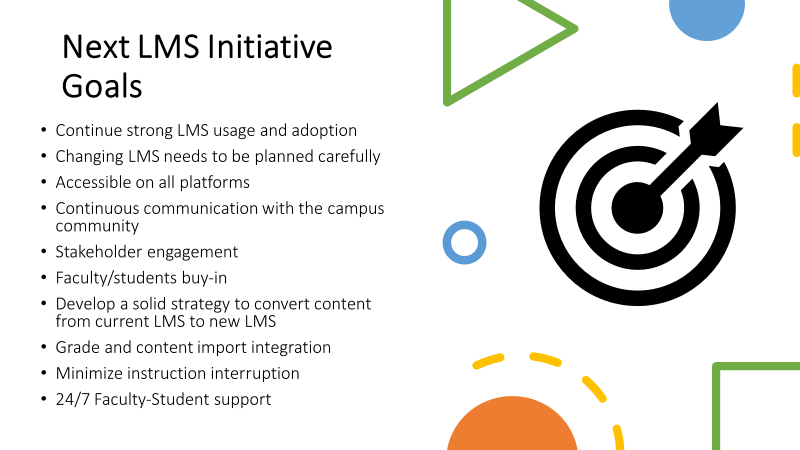 Next LMS Initiative
Goals
• Continue strong LMS usage and adoption
• Changing LMS needs to be planned carefully
• Accessible on all platforms
• Continuous communication with the campus
community
• Stakeholder engagement
• Faculty/students buy-in
• Develop a solid strategy to convert content
from current LMS to new LMS
• Grade and content import integration
• Minimize instruction interruption
• 24/7 Faculty-Student support